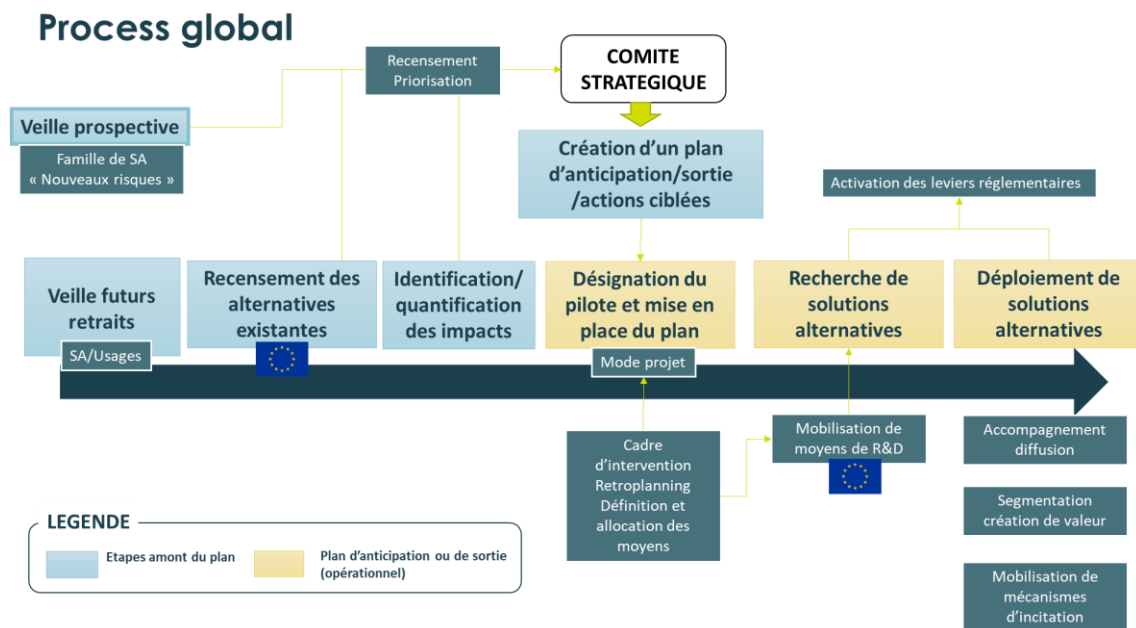 Process global
Recensement
Priorisation
COMITE
STRATEGIQUE
Veille prospective
Famille de SA
« Nouveaux risques »
Création d’un plan
d’anticipation/sortie
/actions ciblées
Activation des leviers réglementaires
Veille futurs
retraits
SA/Usages
Recensement des
alternatives
existantes
Identification/
quantification
des impacts
Désignation du
pilote et mise en
place du plan
Mode projet
Recherche de
solutions
alternatives
Déploiement de
solutions
alternatives
Cadre
d’intervention
Retroplanning
Définition et
allocation des
moyens
Mobilisation de
moyens de R&D
Accompagnement
diffusion
Segmentation
création de valeur
Mobilisation de
mécanismes
d’incitation
LEGENDE
Etapes amont du plan
Plan d’anticipation ou de sortie
(opérationnel)